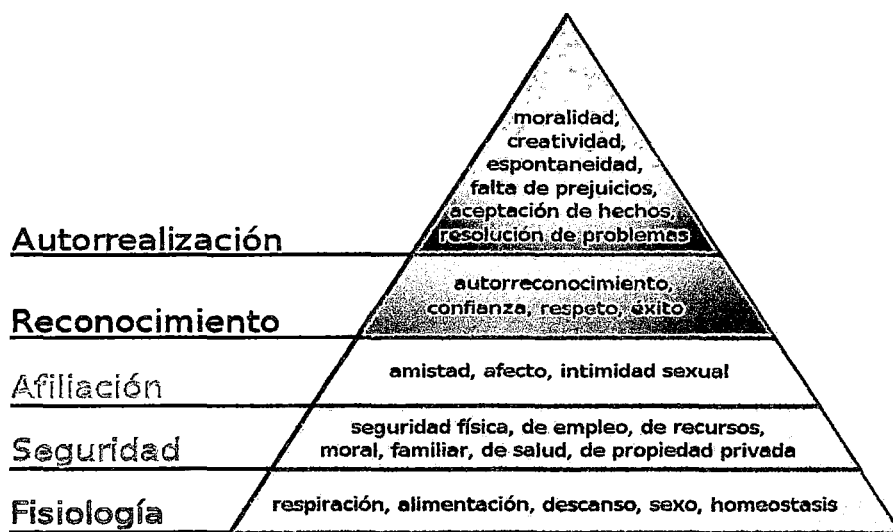 moralidad,
creatividad,
espontaneidad,
falta de prejuicios,
aceptación de hechos,
resolución de problemas
Autorrealización
autorreconocimiento,
confianza, respeto, éxito
Reconocimiento
amistad, afecto, intimidad sexual
Afiliación
seguridad física, de empleo, de recursos,
moral, familiar, de salud, de propiedad privada
Seguridad
respiración, alimentación, descanso, sexo, homeostasis
Fisiología